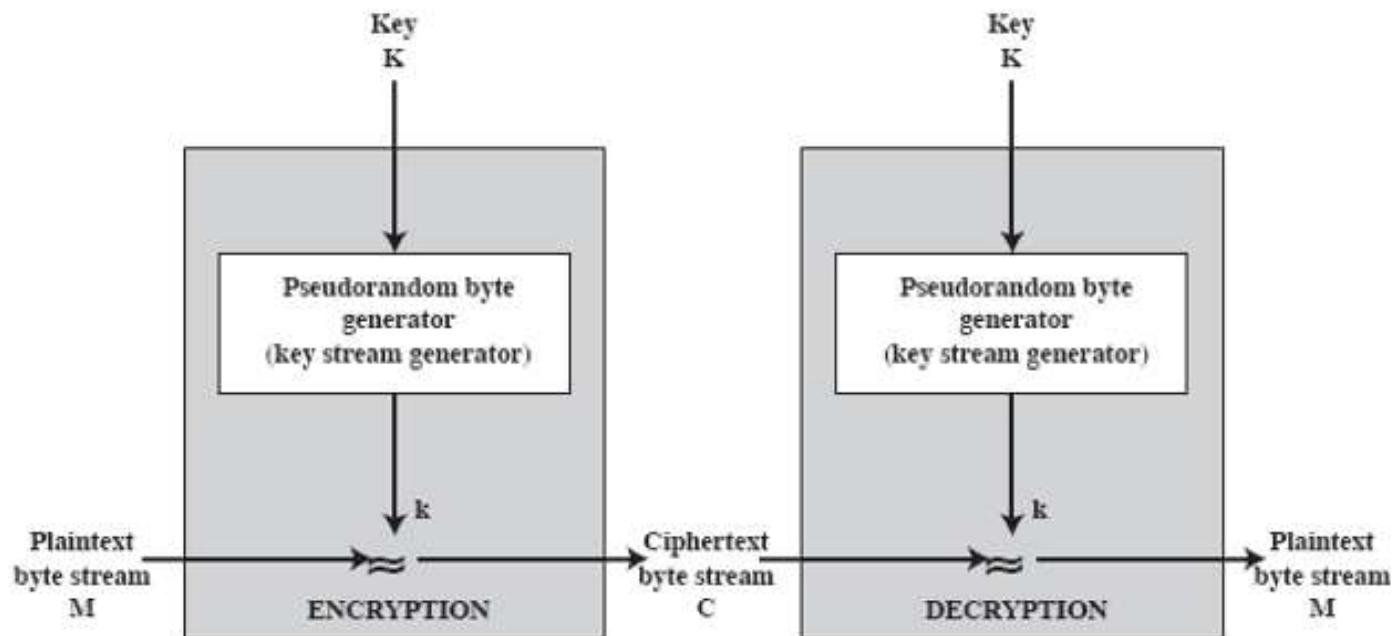 Key
K
Key
K
Pseudorandom byte
generator
(key stream generator)
Pseudorandom byte
generator
(key stream generator)
k
k
Plaintext
byte stream
M
≈
Ciphertext
byte stream
C
≈
Plaintext
byte stream
M
ENCRYPTION
DECRYPTION